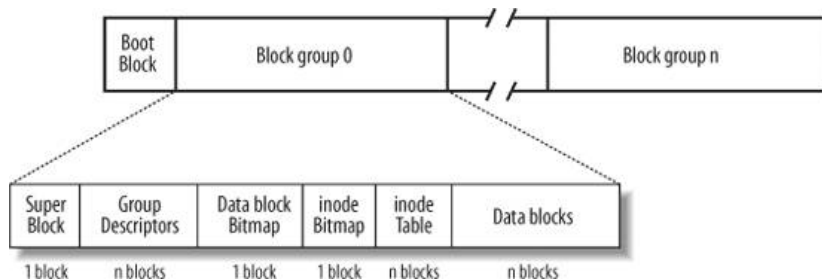 Boot
Block
Block group 0
Block group n
Super
Block
Group
Descriptors
Data block
Bitmap
inode
Bitmap
inode
Table
Data blocks
1 block
n blocks
1 block
1 block
n blocks
n blocks